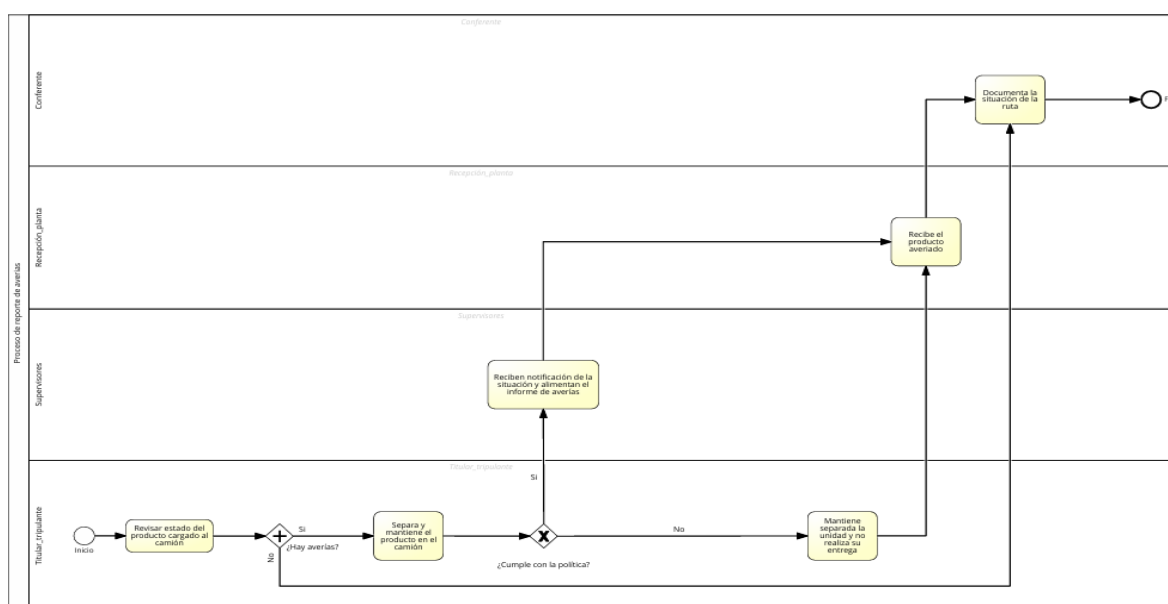 Proceso de reporte de averias
Conferente
Conferente
Documenta la
situación de la
ruta
F
Recepción_planta
Recepción_planta
Recibe el
producto
averiado
Supervisores
Supervisores
Reciben notificación de la
situación y alimentan el
informe de averías
Titular_tripulante
Titular_tripulante
Inicio
Revisar estado del
producto cargado al
camión
Si
¿Hay averías?
No
Separa y
mantiene el
producto en el
camión
Si
¿Cumple con la política?
No
Mantiene
separada la
unidad y no
realiza su
entrega